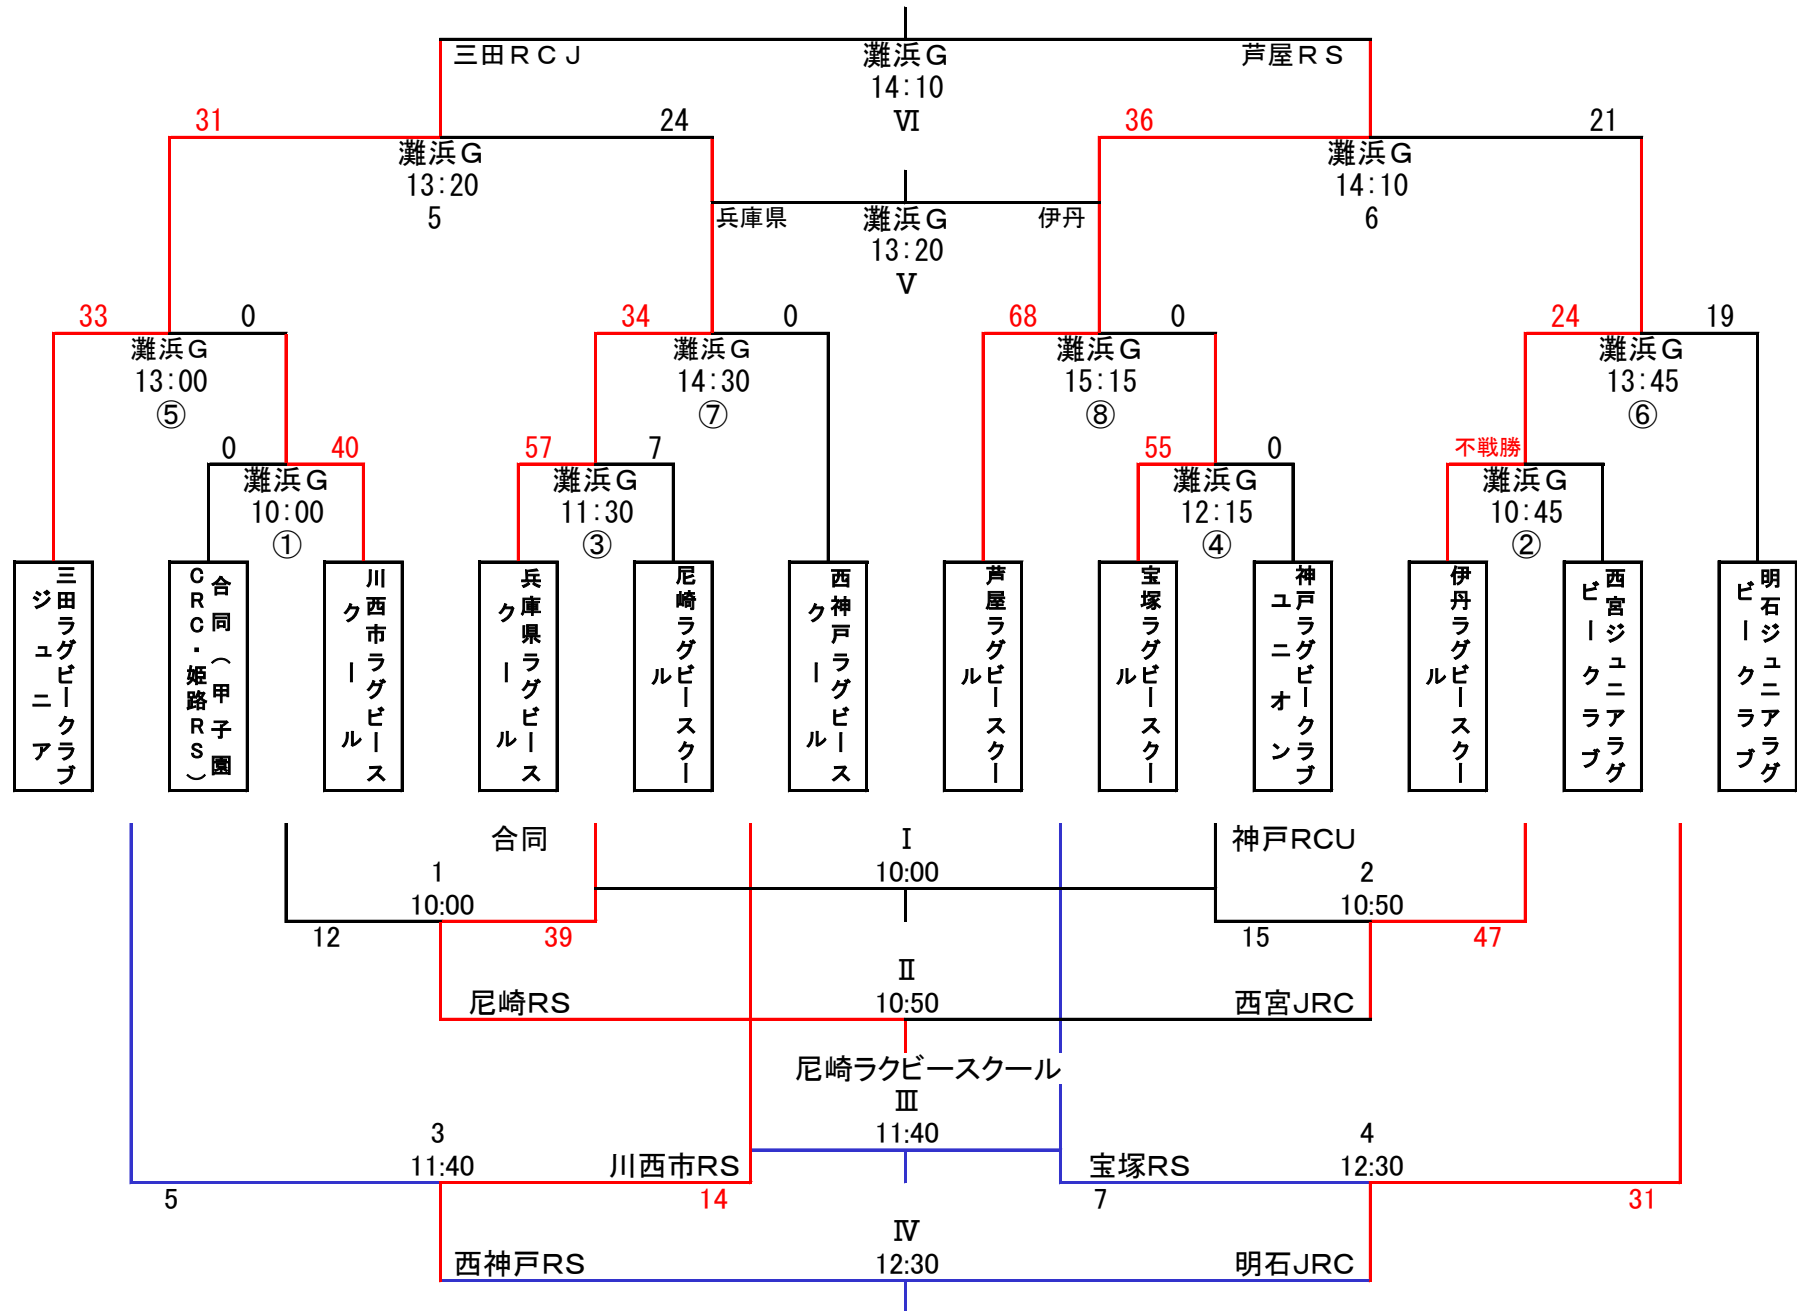 三田ＲＣＪ
灘浜Ｇ
芦屋ＲＳ
14:10
Ⅵ
31
24
36
21
灘浜Ｇ
13:20
5
灘浜Ｇ
14:10
6
兵庫県
灘浜Ｇ
伊丹
13:20
Ⅴ
33
0
34
0
68
0
24
19
灘浜Ｇ
13:00
⑤
灘浜Ｇ
14:30
⑦
灘浜Ｇ
15:15
⑧
灘浜Ｇ
13:45
⑥
0
40
57
7
55
0
不戦勝
灘浜Ｇ
10:00
①
灘浜Ｇ
11:30
③
灘浜Ｇ
12:15
④
灘浜Ｇ
10:45
②
三田ラグビークラブ
ジュニア
合同（甲子園
ＣＲＣ・姫路ＲＳ）
川西市ラグビース
クール
兵庫県ラグビース
クール
尼崎ラグビースクー
ル
西神戸ラグビース
クール
芦屋ラグビースクー
ル
宝塚ラグビースクー
ル
神戸ラグビークラブ
ユニオン
伊丹ラグビースクー
ル
西宮ジュニアラグ
ビークラブ
明石ジュニアラグ
ビークラブ
合同
Ⅰ
神戸RCU
1
10:00
2
10:00
10:50
12
39
15
47
Ⅱ
尼崎RS
10:50
西宮JRC
尼崎ラクビースクール
Ⅲ
3
11:40
4
11:40
川西市RS
宝塚RS
12:30
5
14
7
31
Ⅳ
西神戸RS
12:30
明石JRC